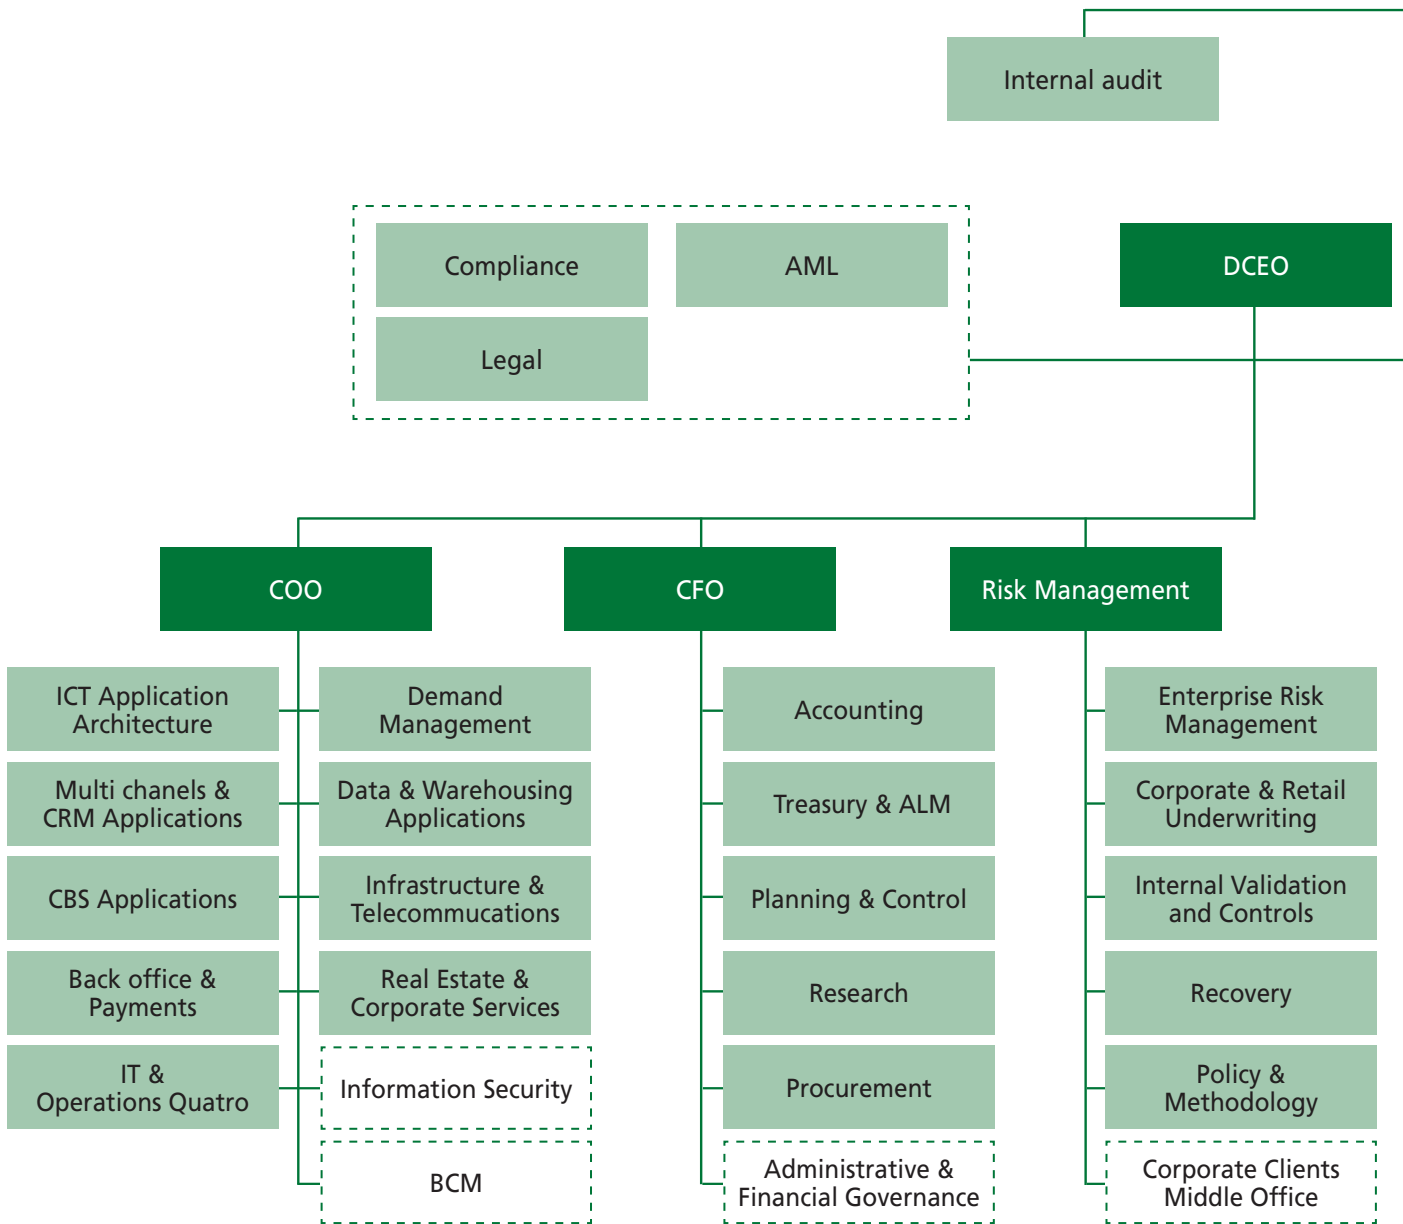 Internal audit
Compliance
AML
DCEO
Legal
COO
CFO
Risk Management
ICT Application
Architecture
Demand
Management
Accounting
Enterprise Risk
Management
Multi chanels &
CRM Applications
Data & Warehousing
Applications
Treasury & ALM
Corporate & Retail
Underwriting
CBS Applications
Infrastructure &
Telecommucations
Planning & Control
Internal Validation
and Controls
Back office &
Payments
Real Estate &
Corporate Services
Research
Recovery
IT &
Operations Quatro
Information Security
Procurement
Policy &
Methodology
BCM
Administrative &
Financial Governance
Corporate Clients
Middle Office